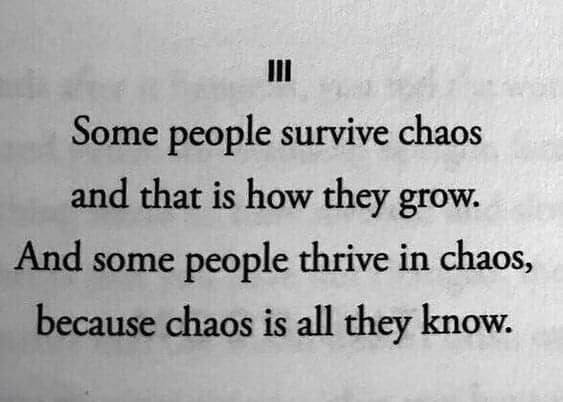 III
Some people survive chaos
and that is how they grow.
And some people thrive in chaos,
because chaos is all they know.